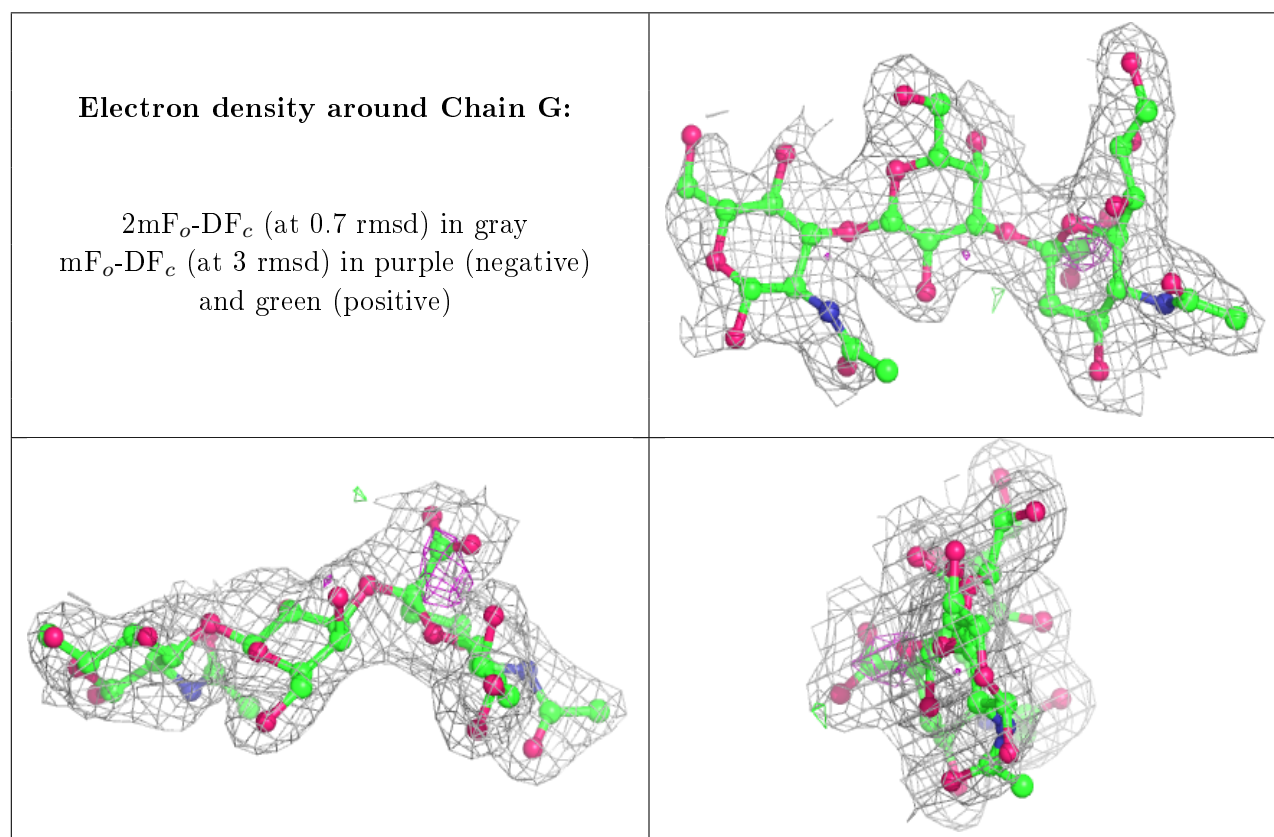 Electron density around Chain G:
2mFₒ-DF𝒸 (at 0.7 rmsd) in gray
mFₒ-DF𝒸 (at 3 rmsd) in purple (negative)
and green (positive)